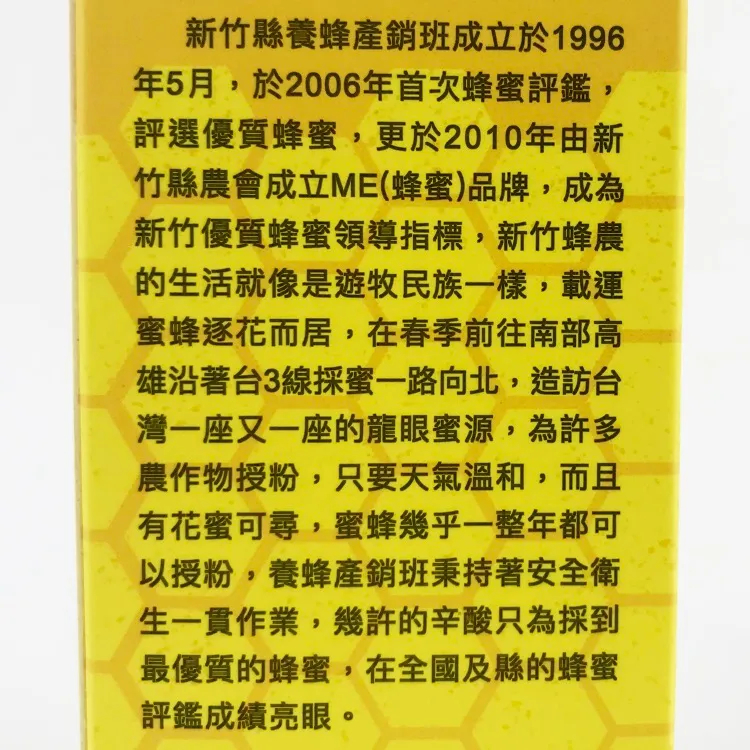 新竹縣養蜂產銷班成立於1996
年5月，於2006年首次蜂蜜評鑑，
評選優質蜂蜜，更於2010年由新
竹縣農會成立ME(蜂蜜)品牌，成為
新竹優質蜂蜜領導指標，新竹蜂農
的生活就像是遊牧民族一樣，載運
蜜蜂逐花而居，在春季前往南部高
雄沿著台3線採蜜一路向北，造訪台
灣一座又一座的龍眼蜜源，為許多
農作物授粉，只要天氣溫和，而且
有花蜜可尋，蜜蜂幾乎一整年都可
以授粉，養蜂產銷班秉持著安全衛
生一貫作業，幾許的辛酸只為採到
最優質的蜂蜜，在全國及縣的蜂蜜
評鑑成績亮眼。